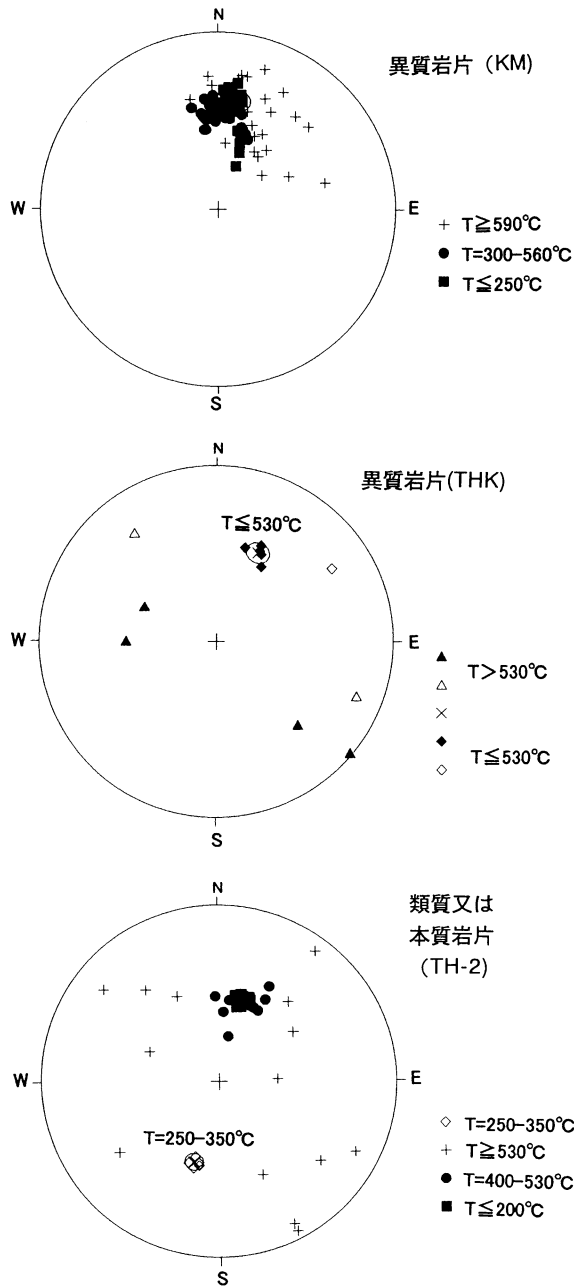 N
異質岩片（KM）
W
E
T≧590℃
T=300-560℃
T≦250℃
S
N
異質岩片(THK)
T≦530℃
W
E
T＞530℃
T≦530℃
S
N
類質又は
本質岩片
(TH-2)
W
E
T=250-350℃
T=250-350℃
T≧530℃
T=400-530℃
T≦200℃
S